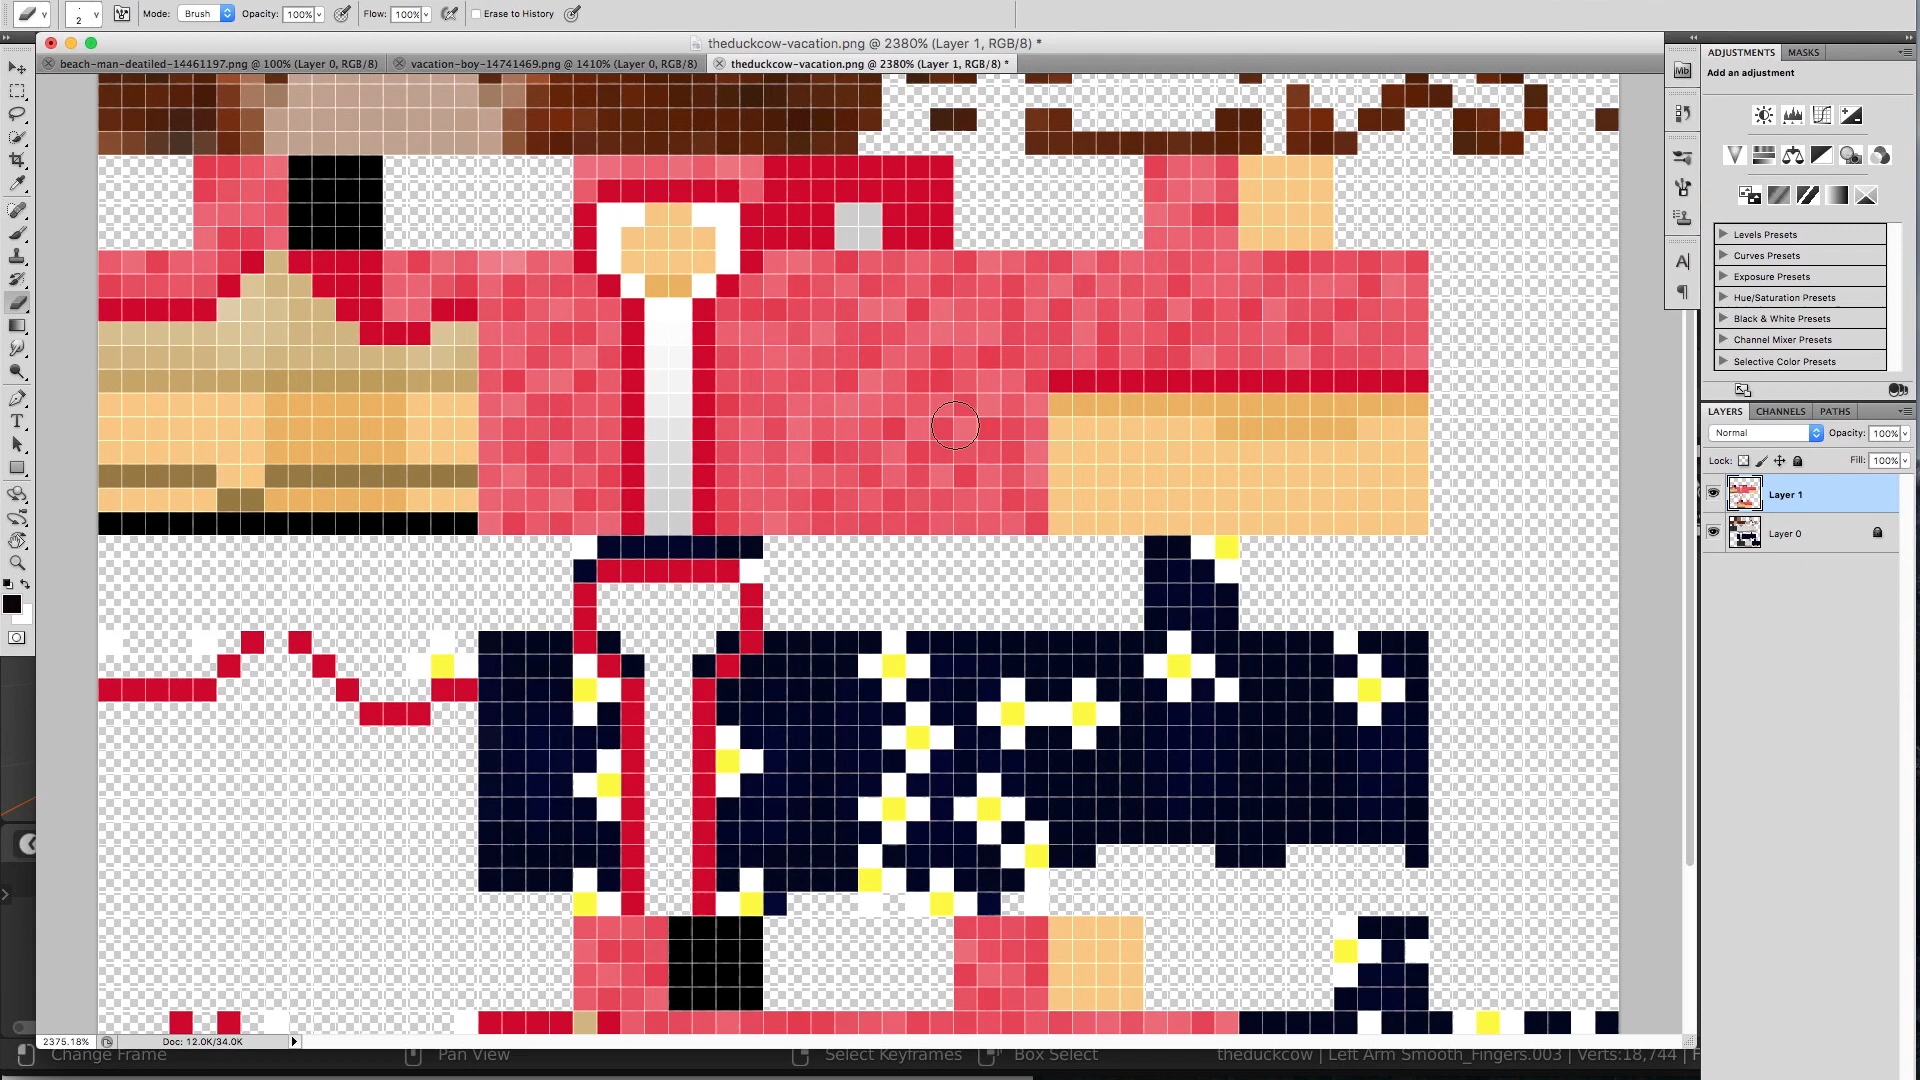 2
Mode: Brush Opacity: 100% Flow: 100% Erase to History
theduckcow-vacation.png @ 2380% (Layer 1, RGB/8) *
beach-man-deatiled-14461197.png @ 100% (Layer 0, RGB/8)
vacation-boy-14741469.png @ 1410% (Layer 0, RGB/8)
theduckcow-vacation.png @ 2380% (Layer 1, RGB/8) *
ADJUSTMENTS MASKS
Mb
Add an adjustment
Levels Presets
Curves Presets
Exposure Presets
Hue/Saturation Presets
Black & White Presets
Channel Mixer Presets
Selective Color Presets
LAYERS CHANNELS PATHS
Normal Opacity: 100%
Lock: Fill: 100%
Layer 1
Layer 0
2375.18% Doc: 12.0K/34.0K
Change Frame Pan View Select Keyframes Box Select theduckcow | Left Arm Smooth_Fingers.003 | Verts:18,744 | F